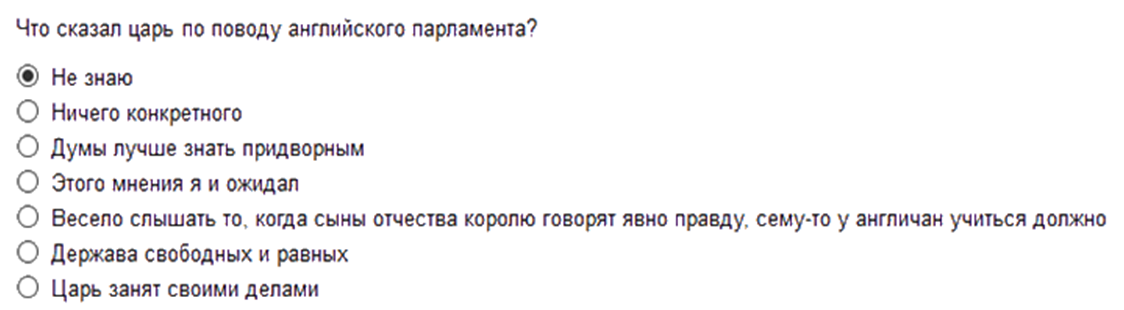 Что сказал царь по поводу английского парламента?
Не знаю
Ничего конкретного
Думы лучше знать придворным
Этого мнения я и ожидал
Весело слышать то, когда сыны отчества королю говорят явно правду, сему-то у англичан учиться должно
Держава свободных и равных
Царь занят своими делами